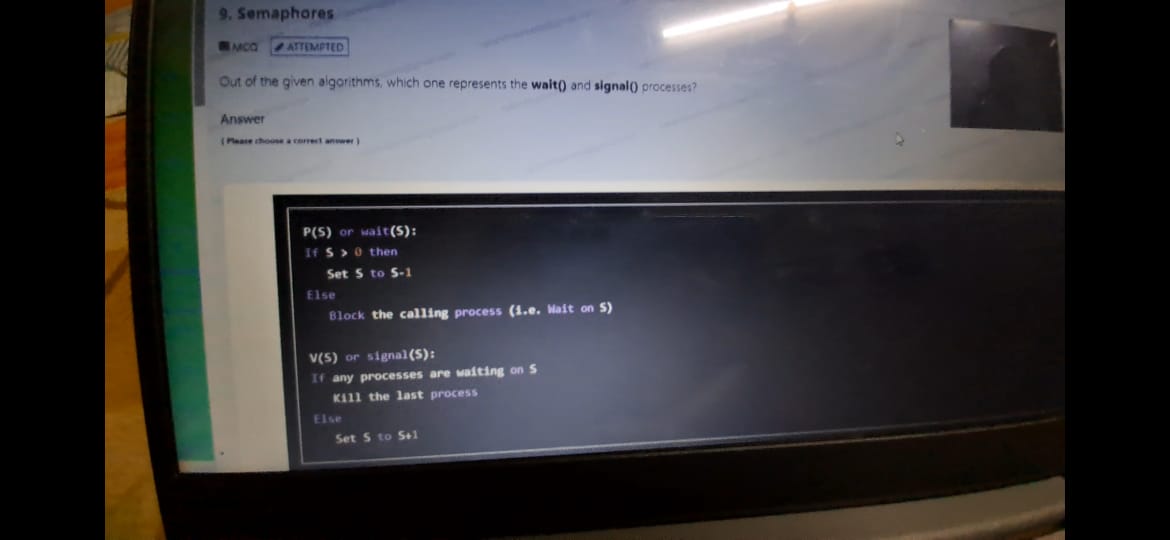 9. Semaphores
MCQ ATTEMPTED
Out of the given algorithms, which one represents the wait() and signal() processes?
Answer
( Please choose a correct answer )
P(S) or wait(S):
If S > 0 then
Set S to S-1
Else
Block the calling process (i.e. Wait on S)
V(S) or signal(S):
If any processes are waiting on S
Kill the last process
Else
Set S to S+1